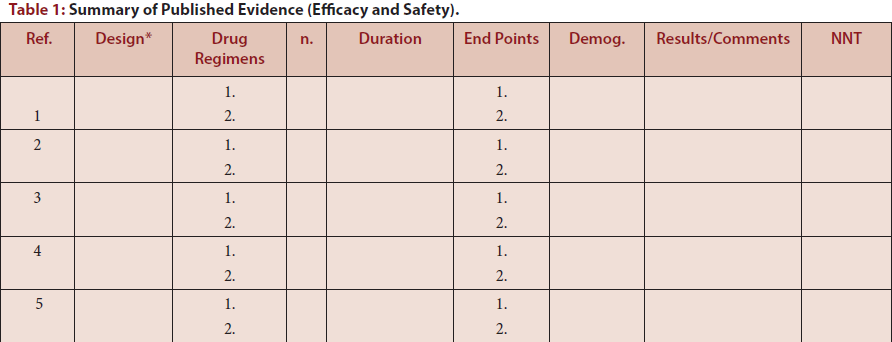 Table 1: Summary of Published Evidence (Efficacy and Safety).
Ref. Design* Drug Regimens n. Duration End Points Demog. Results/Comments NNT
1. 1.
1 2. 2.
2 1. 1.
2. 2.
3 1. 1.
2. 2.
4 1. 1.
2. 2.
5 1. 1.
2. 2.